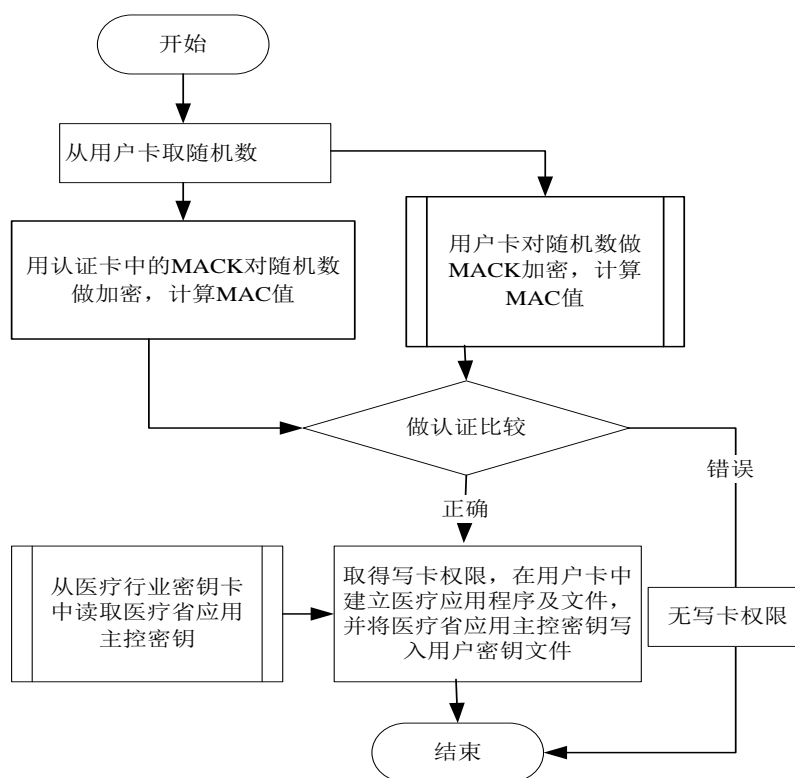 开始
从用户卡取随机数
用认证卡中的MACK对随机数
做加密，计算MAC值
用户卡对随机数做
MACK加密，计算
MAC值
做认证比较
错误
正确
从医疗行业密钥卡
中读取医疗省应用
主控密钥
取得写卡权限，在用户卡中
建立医疗应用程序及文件，
并将医疗省应用主控密钥写
入用户密钥文件
无写卡权限
结束